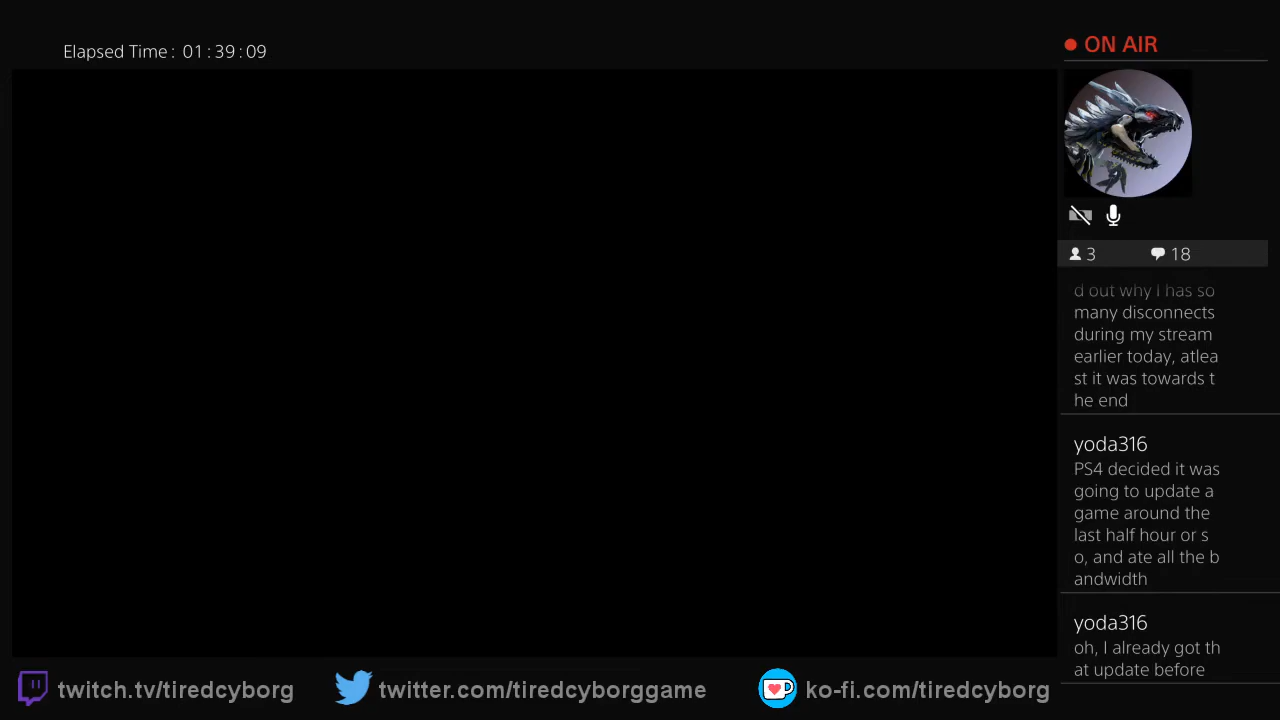 Elapsed Time : 01 : 39 : 09
ON AIR
3 18
d out why I has so
many disconnects
during my stream
earlier today, atlea
st it was towards t
he end
yoda316
PS4 decided it was
going to update a
game around the
last half hour or s
o, and ate all the b
andwidth
yoda316
oh, I already got th
at update before
twitch.tv/tiredcyborg
twitter.com/tiredcyborggame
ko-fi.com/tiredcyborg